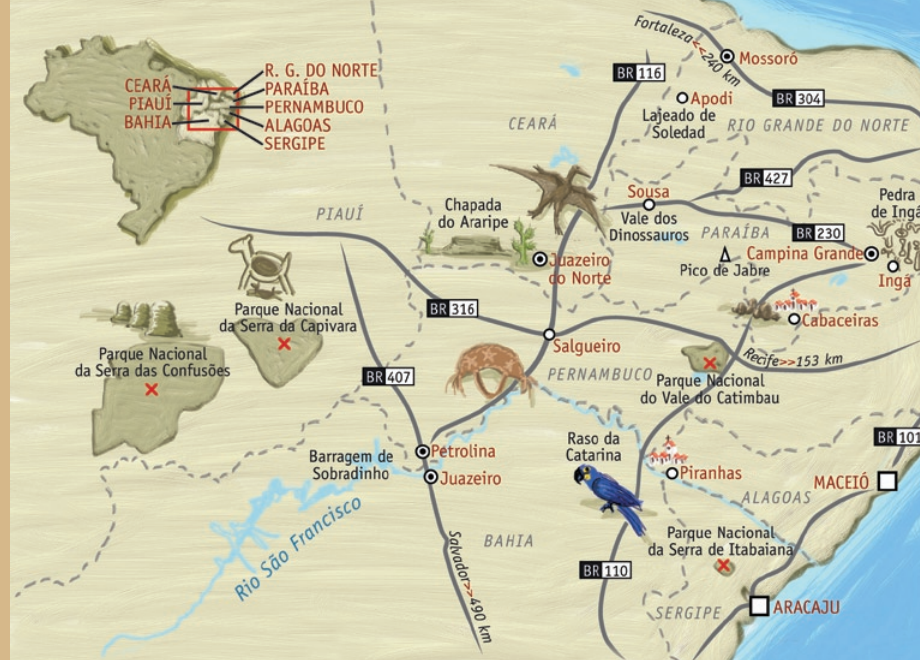 R. G. DO NORTE
CEARÁ
PARAÍBA
PIAUÍ
PERNAMBUCO
BAHIA
ALAGOAS
SERGIPE
Fortaleza<<240 km
Mossoró
BR 116
Apodi
BR 304
Lajeado de
Soledad
CEARÁ
RIO GRANDE DO NORTE
BR 427
Sousa
Pedra
de Ingá
Chapada
do Araripe
PIAUÍ
Vale dos
Dinossauros
PARAÍBA
BR 230
Campina Grande
Juazeiro
do Norte
Pico de Jabre
Ingá
Parque Nacional
da Serra da Capivara
BR 316
Cabaceiras
Parque Nacional
da Serra das Confusões
Salgueiro
Recife>>153 km
BR 407
PERNAMBUCO
Parque Nacional
do Vale do Catimbau
Raso da
Catarina
BR 101
Petrolina
Barragem de
Sobradinho
Juazeiro
Piranhas
MACEIÓ
ALAGOAS
Rio São Francisco
BAHIA
Parque Nacional
da Serra de Itabaiana
Salvador>>490 km
BR 110
SERGIPE
ARACAJU